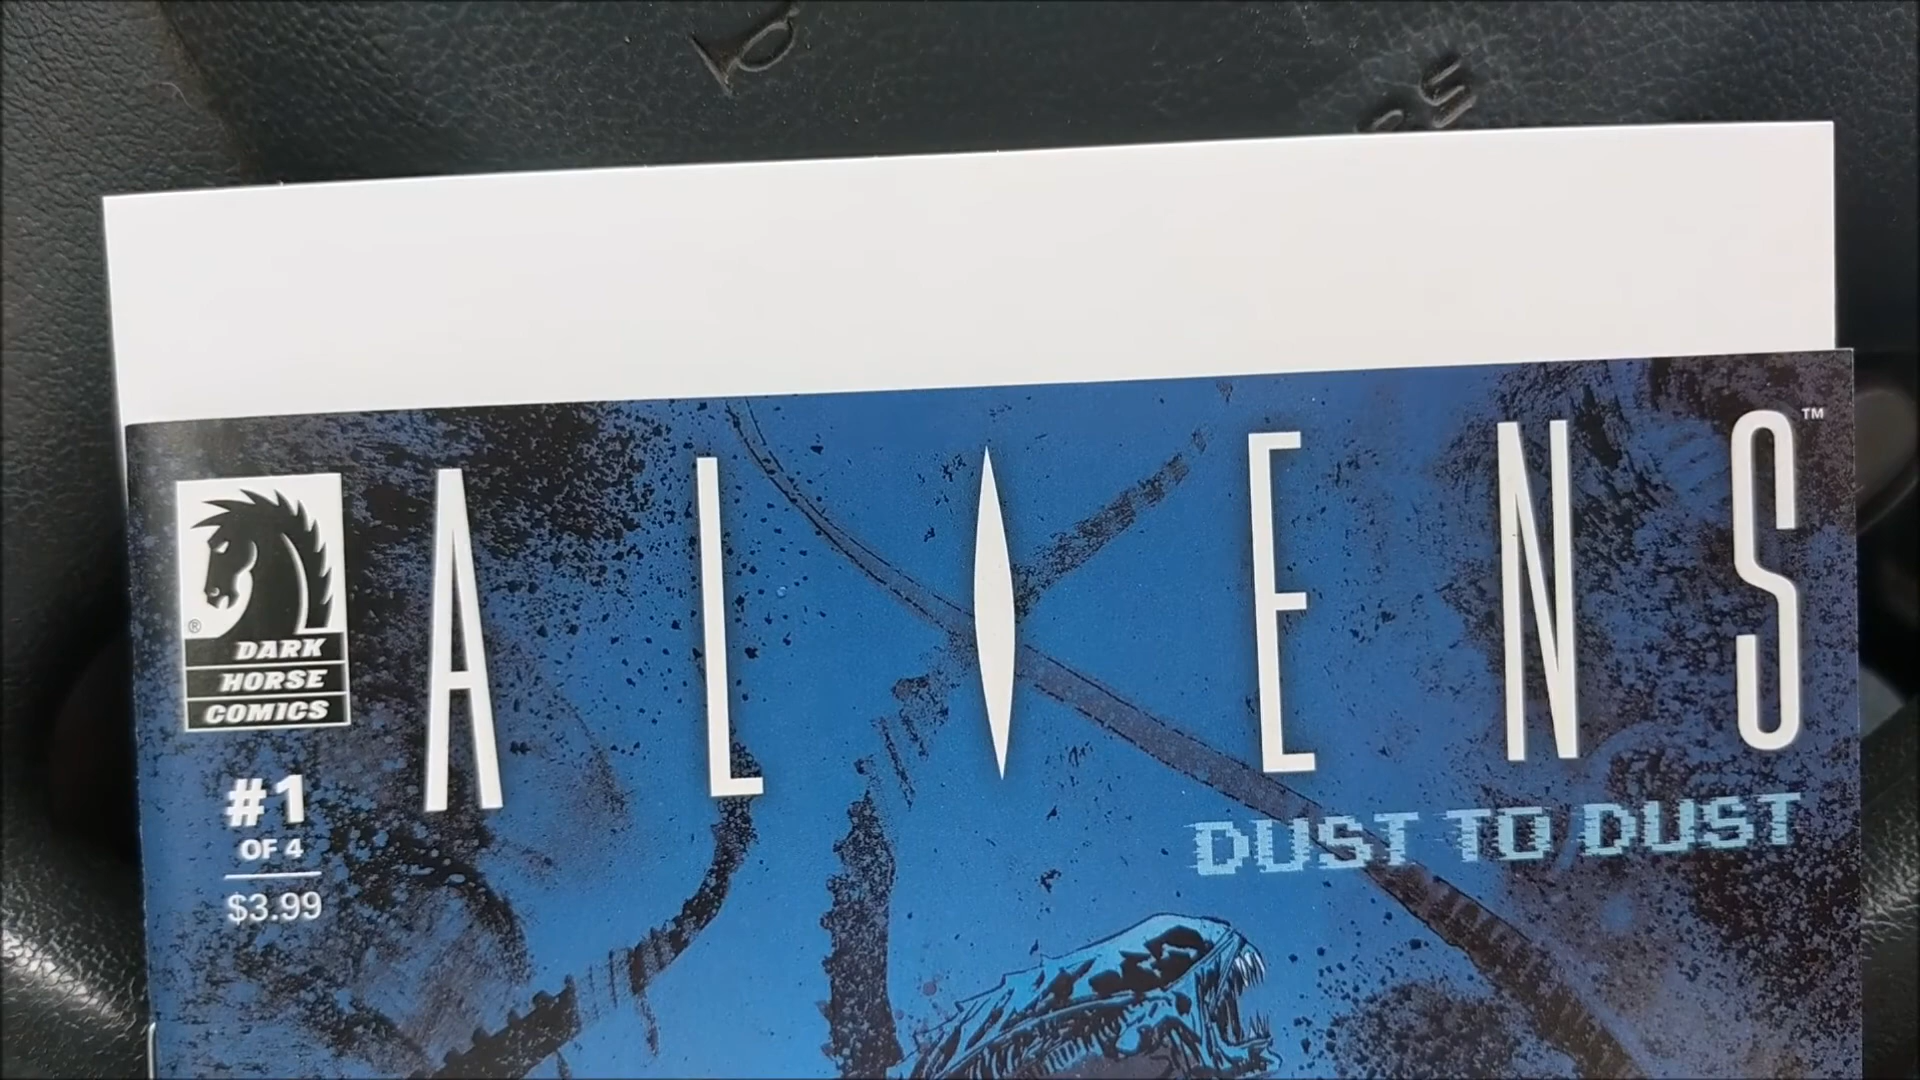 ALIENS™
DUST TO DUST
®
DARK
HORSE
COMICS
#1
OF 4
$3.99